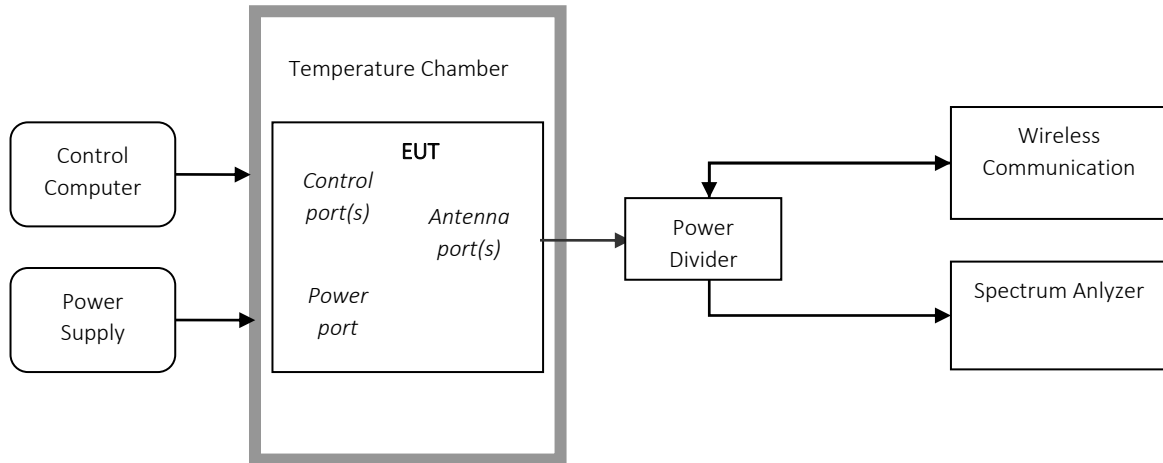 Temperature Chamber
Control
Computer
EUT
Control
port(s)
Antenna
port(s)
Power
port
Power
Supply
Power
Divider
Wireless
Communication
Spectrum Anlyzer